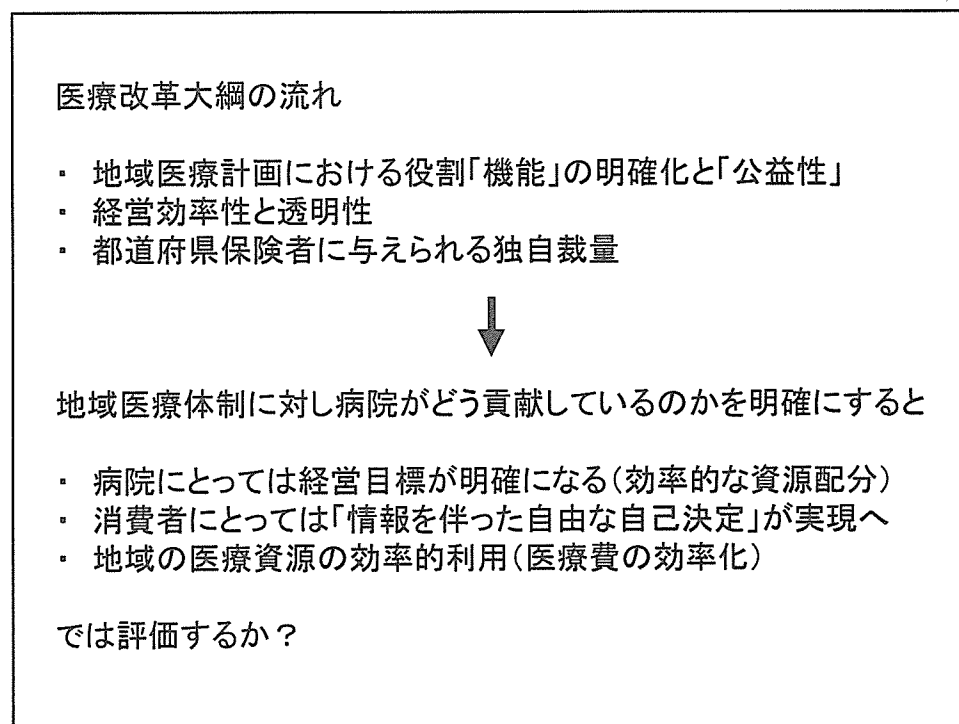 医療改革大綱の流れ
・ 地域医療計画における役割「機能」の明確化と「公益性」
・ 経営効率性と透明性
・ 都道府県保険者に与えられる独自裁量
地域医療体制に対し病院がどう貢献しているのかを明確にすると
・ 病院にとっては経営目標が明確になる(効率的な資源配分)
・ 消費者にとっては「情報を伴った自由な自己決定」が実現へ
・ 地域の医療資源の効率的利用(医療費の効率化)
では評価するか？